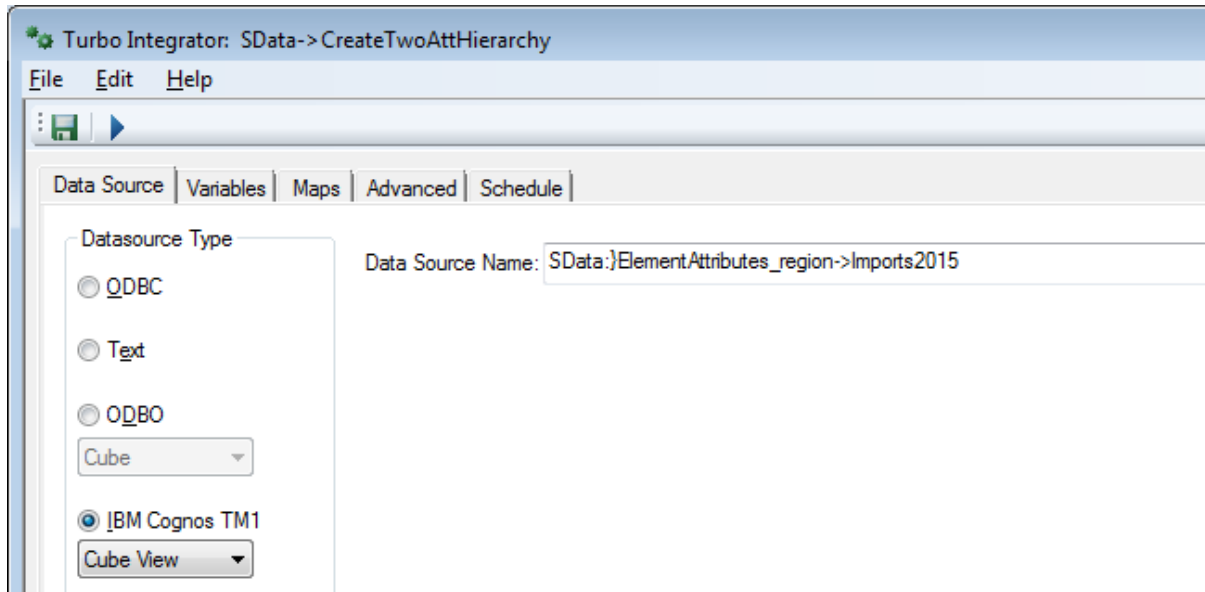 Turbo Integrator: SData->CreateTwoAttHierarchy
File Edit Help
Data Source Variables Maps Advanced Schedule
Datasource Type
Data Source Name: SData:}ElementAttributes_region->Imports2015
ODBC
Text
ODBO
Cube
IBM Cognos TM1
Cube View